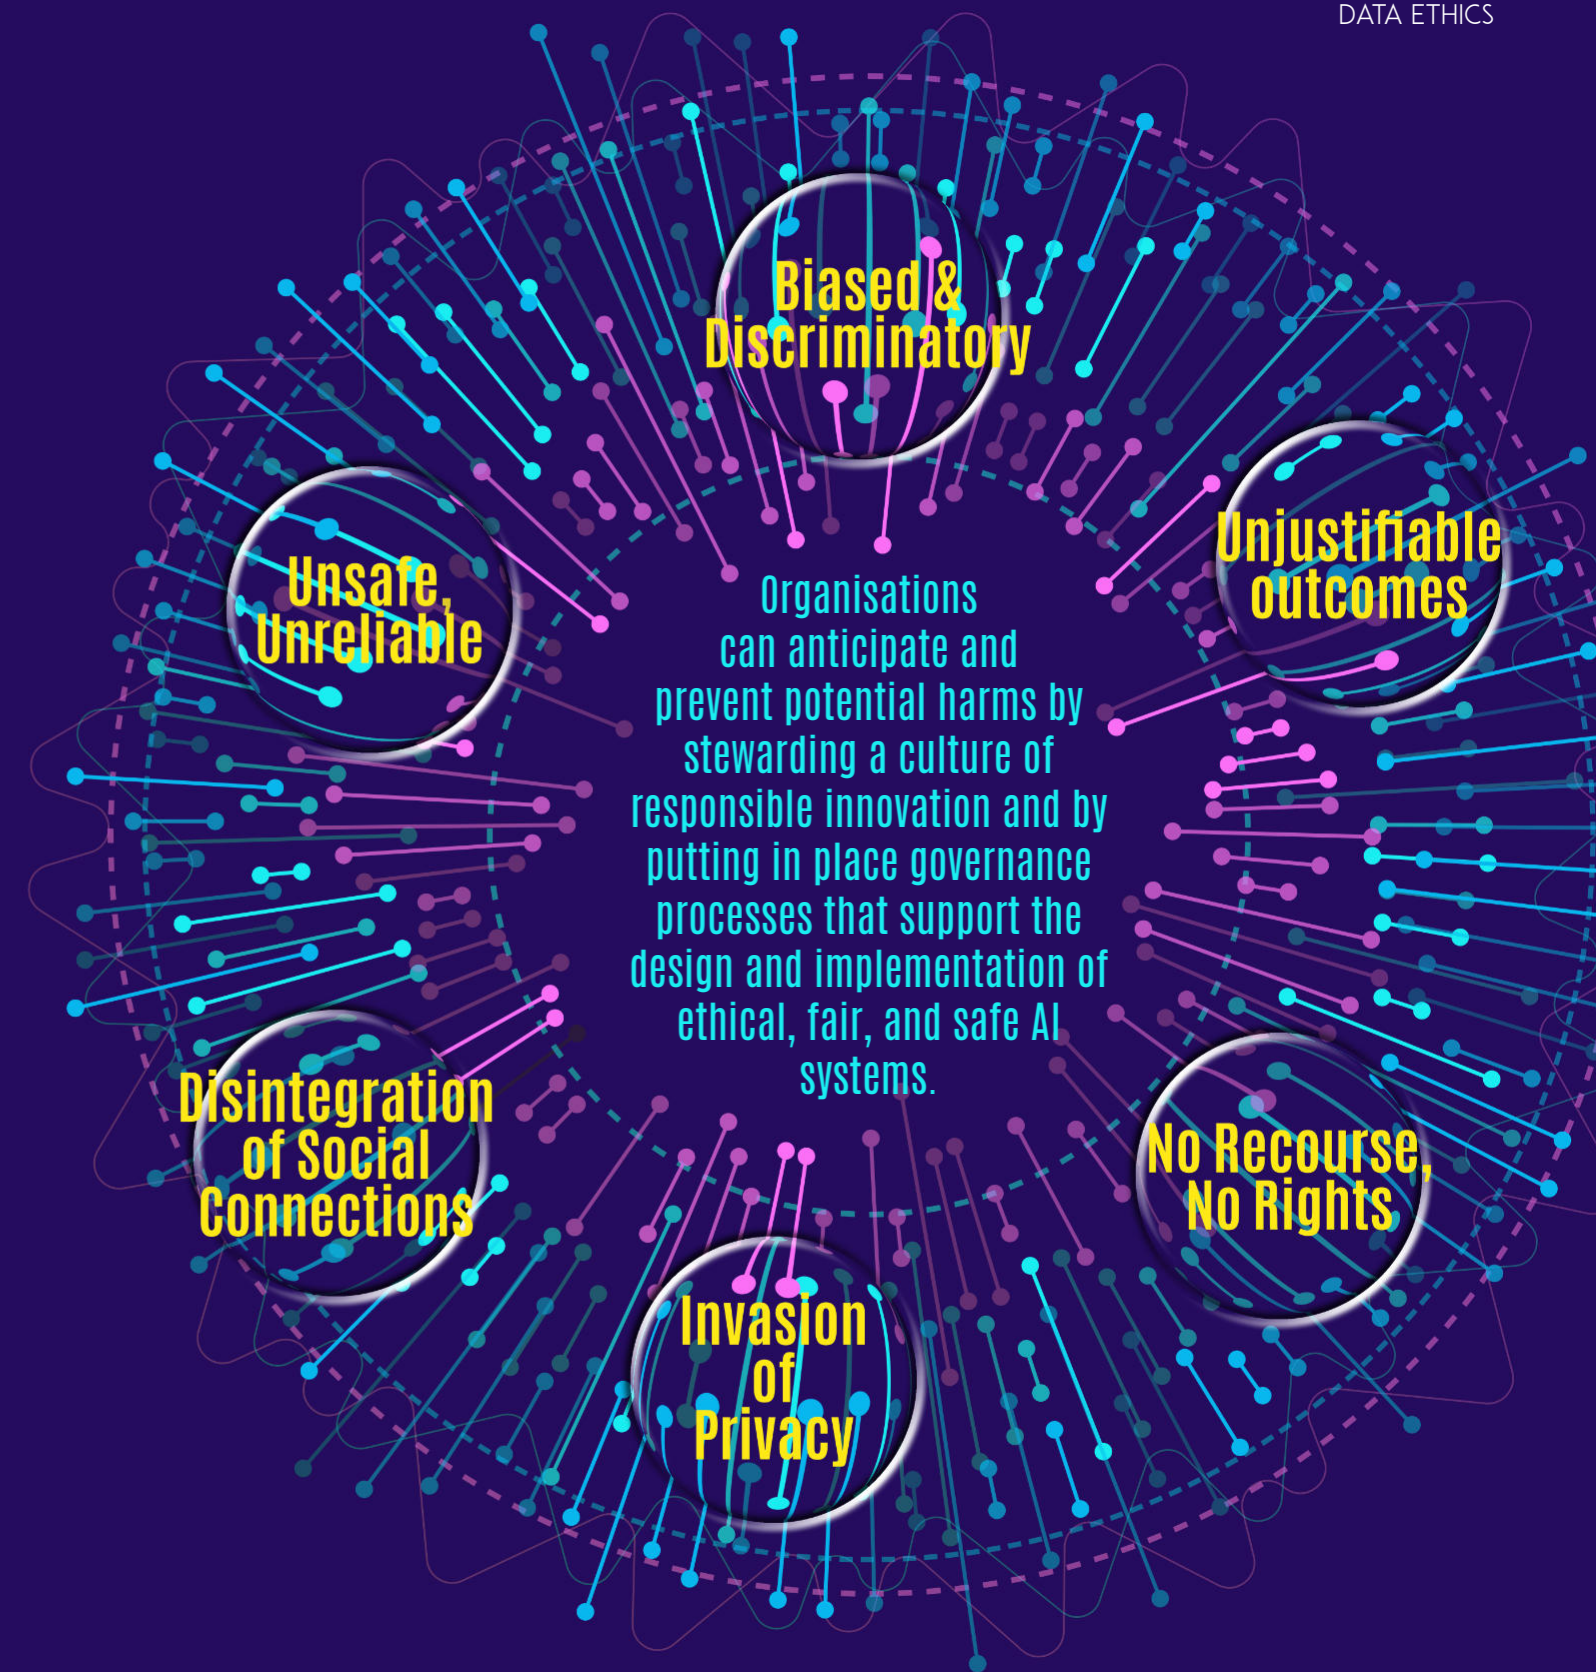 DATA ETHICS
Biased &
Discriminatory
Unjustifiable
outcomes
Unsafe,
Unreliable
Organisations
can anticipate and
prevent potential harms by
stewarding a culture of
responsible innovation and by
putting in place governance
processes that support the
design and implementation of
ethical, fair, and safe AI
systems.
Disintegration
of Social
Connections
No Recourse,
No Rights
Invasion
of
Privacy